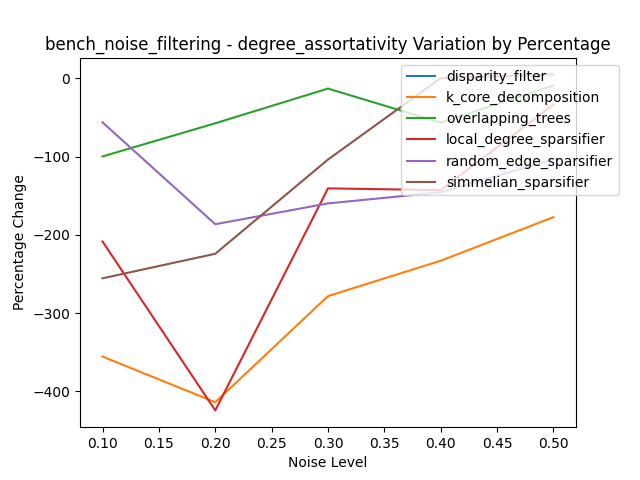 bench_noise_filtering - degree_assortativity Variation by Percentage
0
−100
−200
−300
−400
Percentage Change
disparity_filter
k_core_decomposition
overlapping_trees
local_degree_sparsifier
random_edge_sparsifier
simmelian_sparsifier
0.10 0.15 0.20 0.25 0.30 0.35 0.40 0.45 0.50
Noise Level